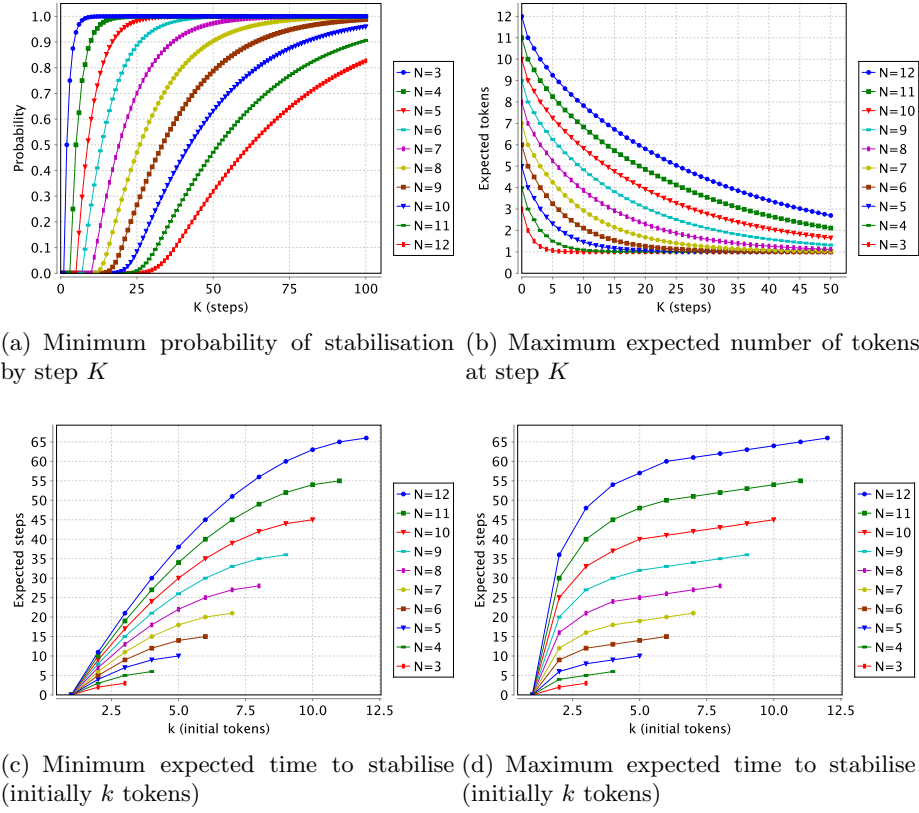 1.0
0.9
0.8
0.7
0.6
0.5
0.4
0.3
0.2
0.1
0.0
Probability
0 25 50 75 100
K (steps)
N=3
N=4
N=5
N=6
N=7
N=8
N=9
N=10
N=11
N=12
12
11
10
9
8
7
6
5
4
3
2
1
0
Expected tokens
0 5 10 15 20 25 30 35 40 45 50
K (steps)
N=12
N=11
N=10
N=9
N=8
N=7
N=6
N=5
N=4
N=3
(a) Minimum probability of stabilisation
by step K
(b) Maximum expected number of tokens
at step K
65
60
55
50
45
40
35
30
25
20
15
10
5
0
Expected steps
2.5 5.0 7.5 10.0 12.5
k (initial tokens)
N=12
N=11
N=10
N=9
N=8
N=7
N=6
N=5
N=4
N=3
65
60
55
50
45
40
35
30
25
20
15
10
5
0
Expected steps
2.5 5.0 7.5 10.0 12.5
k (initial tokens)
N=12
N=11
N=10
N=9
N=8
N=7
N=6
N=5
N=4
N=3
(c) Minimum expected time to stabilise
(initially k tokens)
(d) Maximum expected time to stabilise
(initially k tokens)